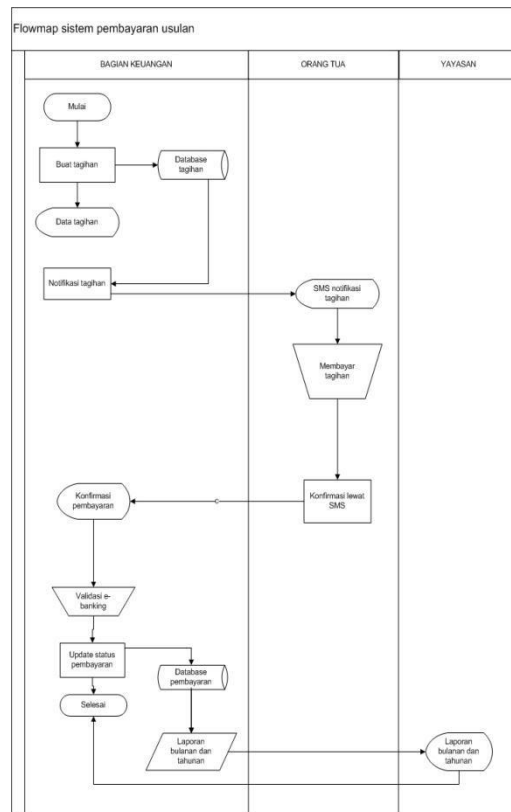 Flowmap sistem pembayaran usulan
BAGIAN KEUANGAN
ORANG TUA
YAYASAN
Mulai
Buat tagihan
Database
tagihan
Data tagihan
Notifikasi tagihan
SMS notifikasi
tagihan
Membayar
tagihan
Konfirmasi
pembayaran
C
Konfirmasi lewat
SMS
Validasi e-
banking
Update status
pembayaran
Database
pembayaran
Selesai
Laporan
bulanan dan
tahunan
Laporan
bulanan dan
tahunan